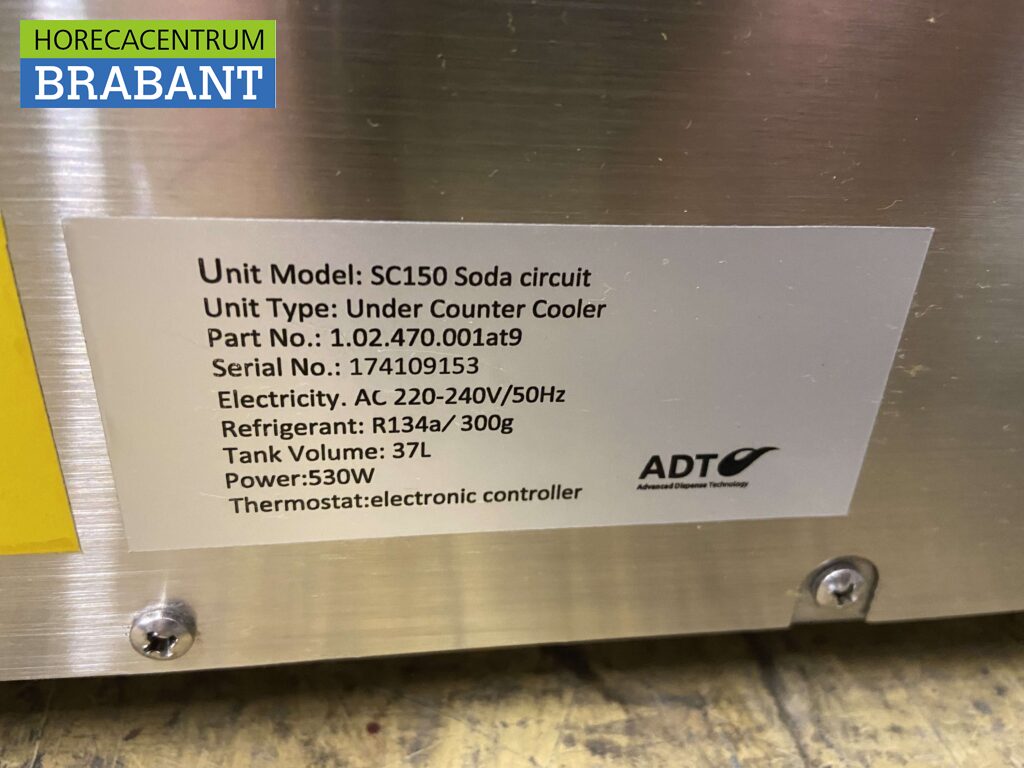 HORECACENTRUM
BRABANT
Unit Model: SC150 Soda circuit
Unit Type: Under Counter Cooler
Part No.: 1.02.470.001at9
Serial No.: 174109153
Electricity. AC 220-240V/50Hz
Refrigerant: R134a/ 300g
Tank Volume: 37L
Power:530W
Thermostat:electronic controller
ADT
Advanced Dispense Technology